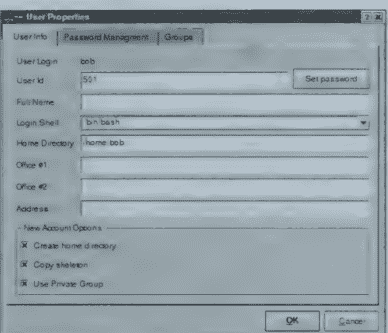 User Properties
User Info Password Managment Groups
User Login bob
User Id 501 Set password
Full Name
Login Shell bin bash
Home Directory home bob
Office #1
Office #2
Address
New Account Options
Create home directory
Copy skeleton
Use Private Group
OK Cancel